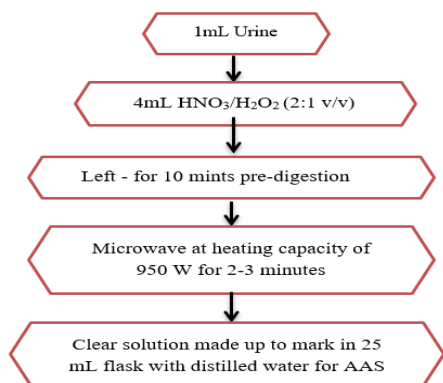 1mL Urine
4mL HNO₃/H₂O₂ (2:1 v/v)
Left - for 10 mints pre-digestion
Microwave at heating capacity of
950 W for 2-3 minutes
Clear solution made up to mark in 25
mL flask with distilled water for AAS